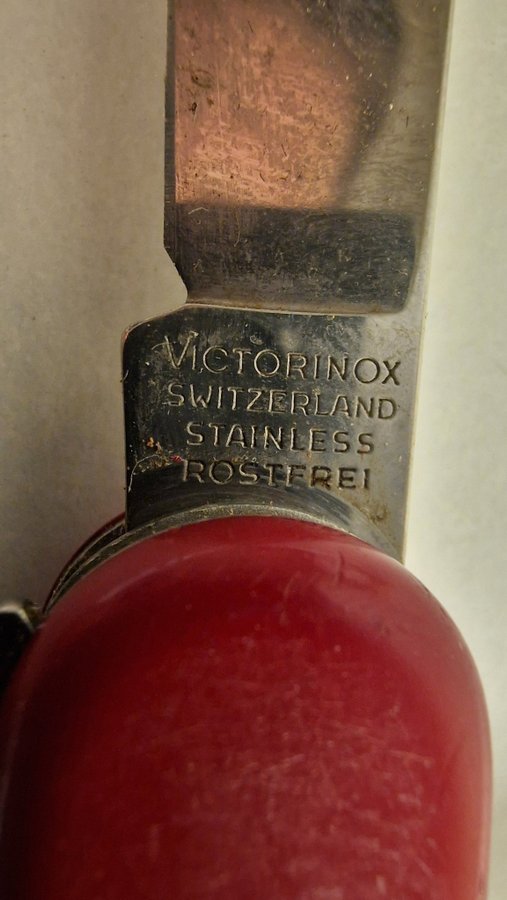 VICTORINOX
SWITZERLAND
STAINLESS
ROSTFREI